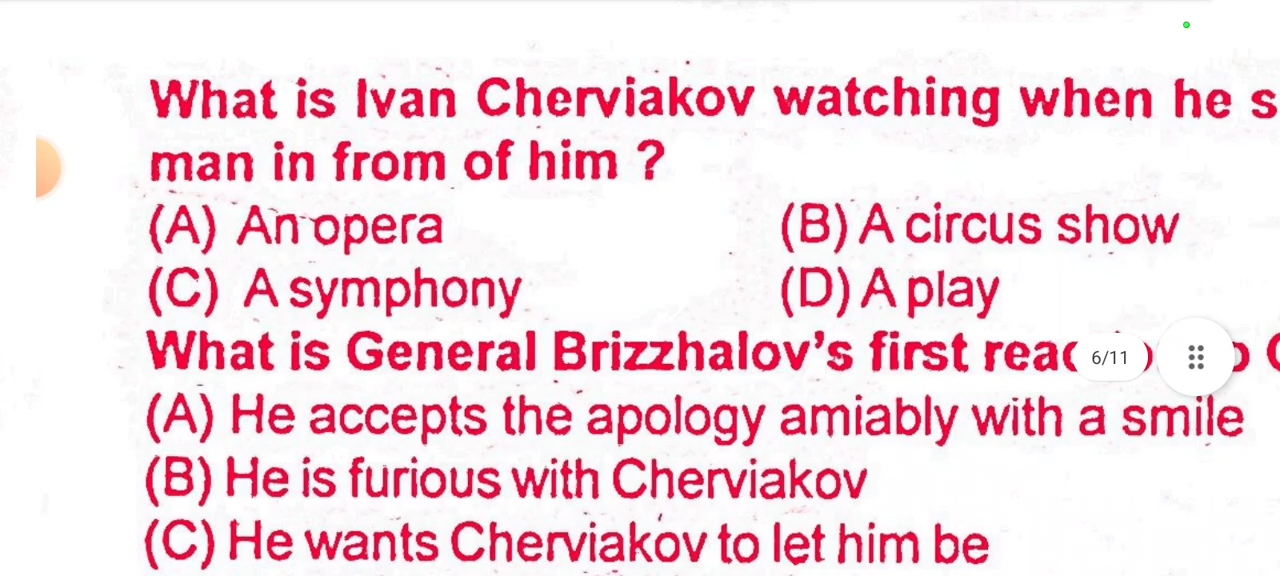 What is Ivan Cherviakov watching when he s
man in from of him ?
(A) An opera
(B) A circus show
(C) A symphony
(D) A play
What is General Brizzhalov's first reac
6/11
(A) He accepts the apology amiably with a smile
(B) He is furious with Cherviakov
(C) He wants Cherviakov to let him be